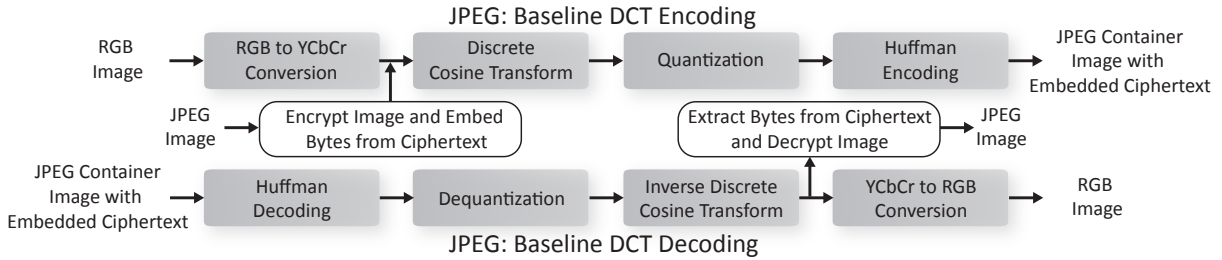 JPEG: Baseline DCT Encoding
RGB
Image
RGB to YCbCr
Conversion
Discrete
Cosine Transform
Quantization
Huffman
Encoding
JPEG Container
Image with
Embedded Ciphertext
JPEG
Image
Encrypt Image and Embed
Bytes from Ciphertext
Extract Bytes from Ciphertext
and Decrypt Image
JPEG
Image
JPEG Container
Image with
Embedded Ciphertext
Huffman
Decoding
Dequantization
Inverse Discrete
Cosine Transform
YCbCr to RGB
Conversion
RGB
Image
JPEG: Baseline DCT Decoding